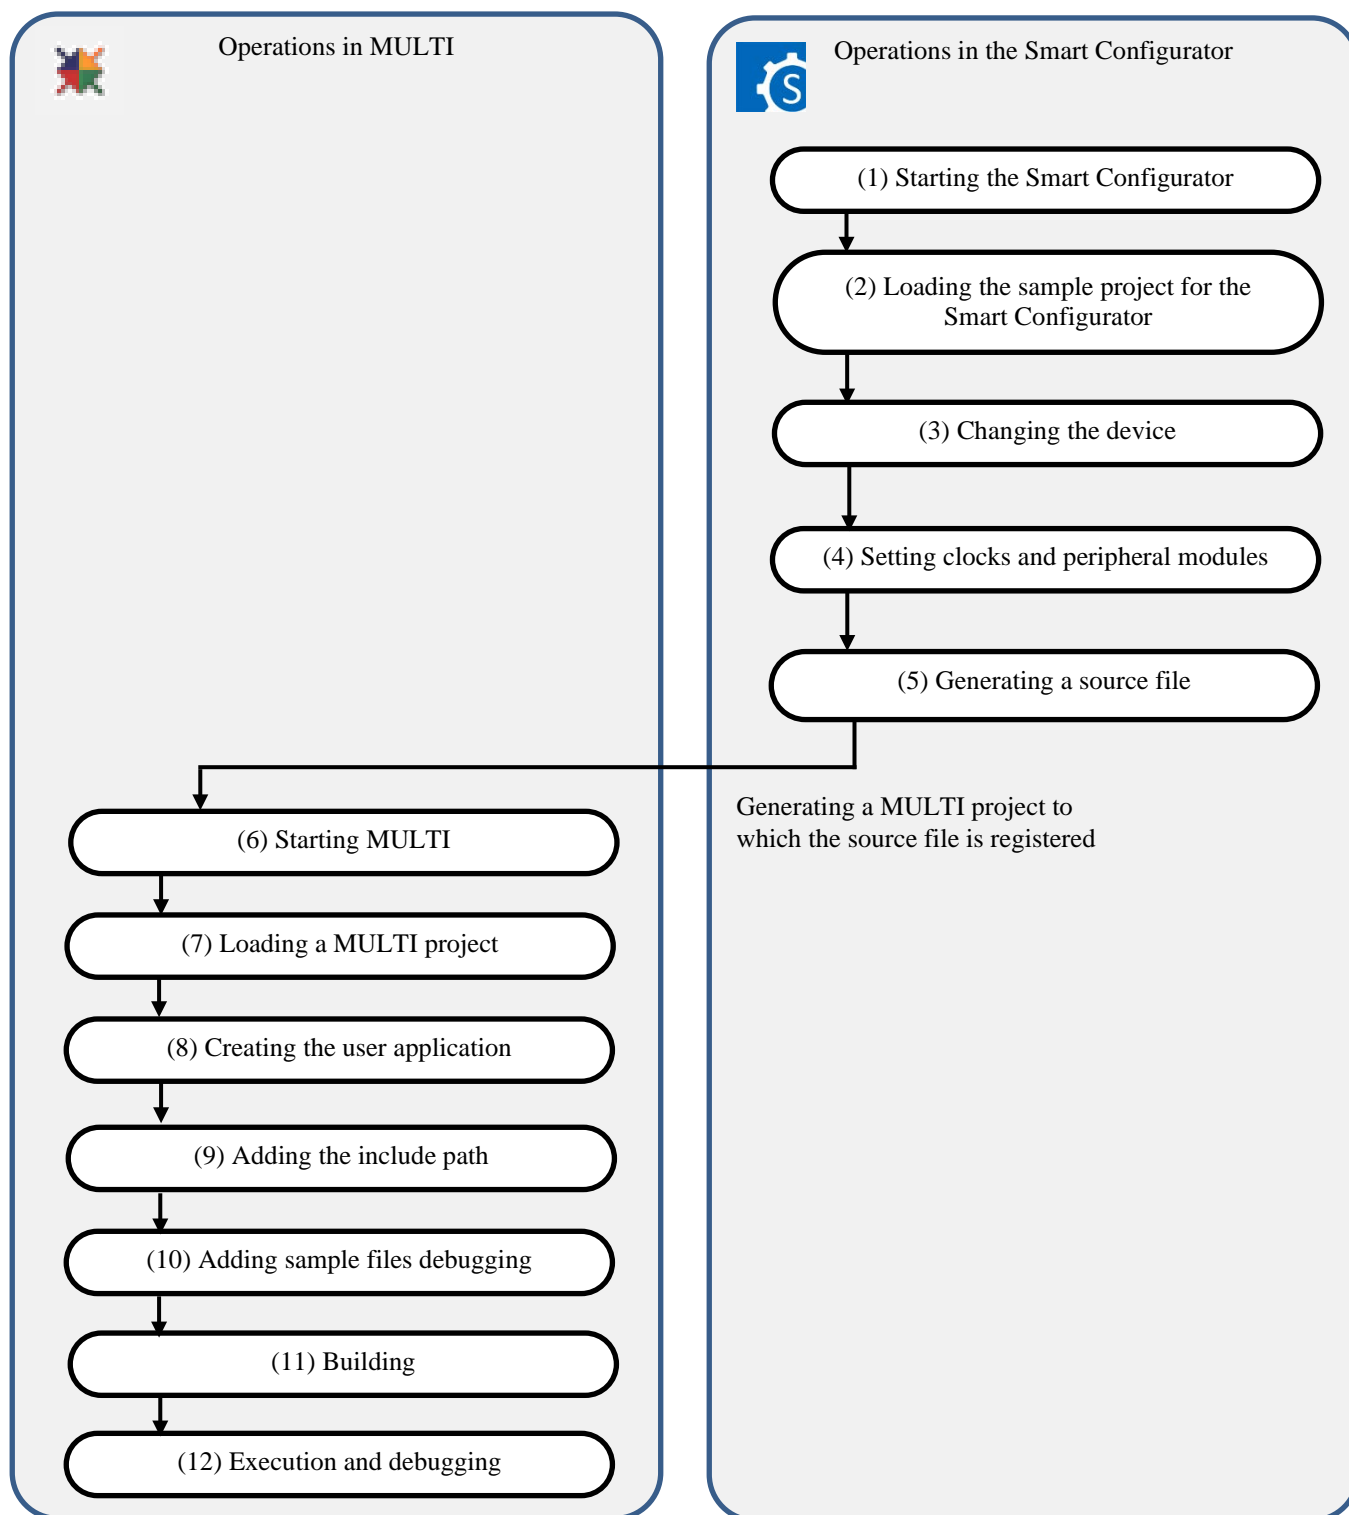 Operations in MULTI
Operations in the Smart Configurator
S
(1) Starting the Smart Configurator
(2) Loading the sample project for the
Smart Configurator
(3) Changing the device
(4) Setting clocks and peripheral modules
(5) Generating a source file
Generating a MULTI project to
which the source file is registered
(6) Starting MULTI
(7) Loading a MULTI project
(8) Creating the user application
(9) Adding the include path
(10) Adding sample files debugging
(11) Building
(12) Execution and debugging